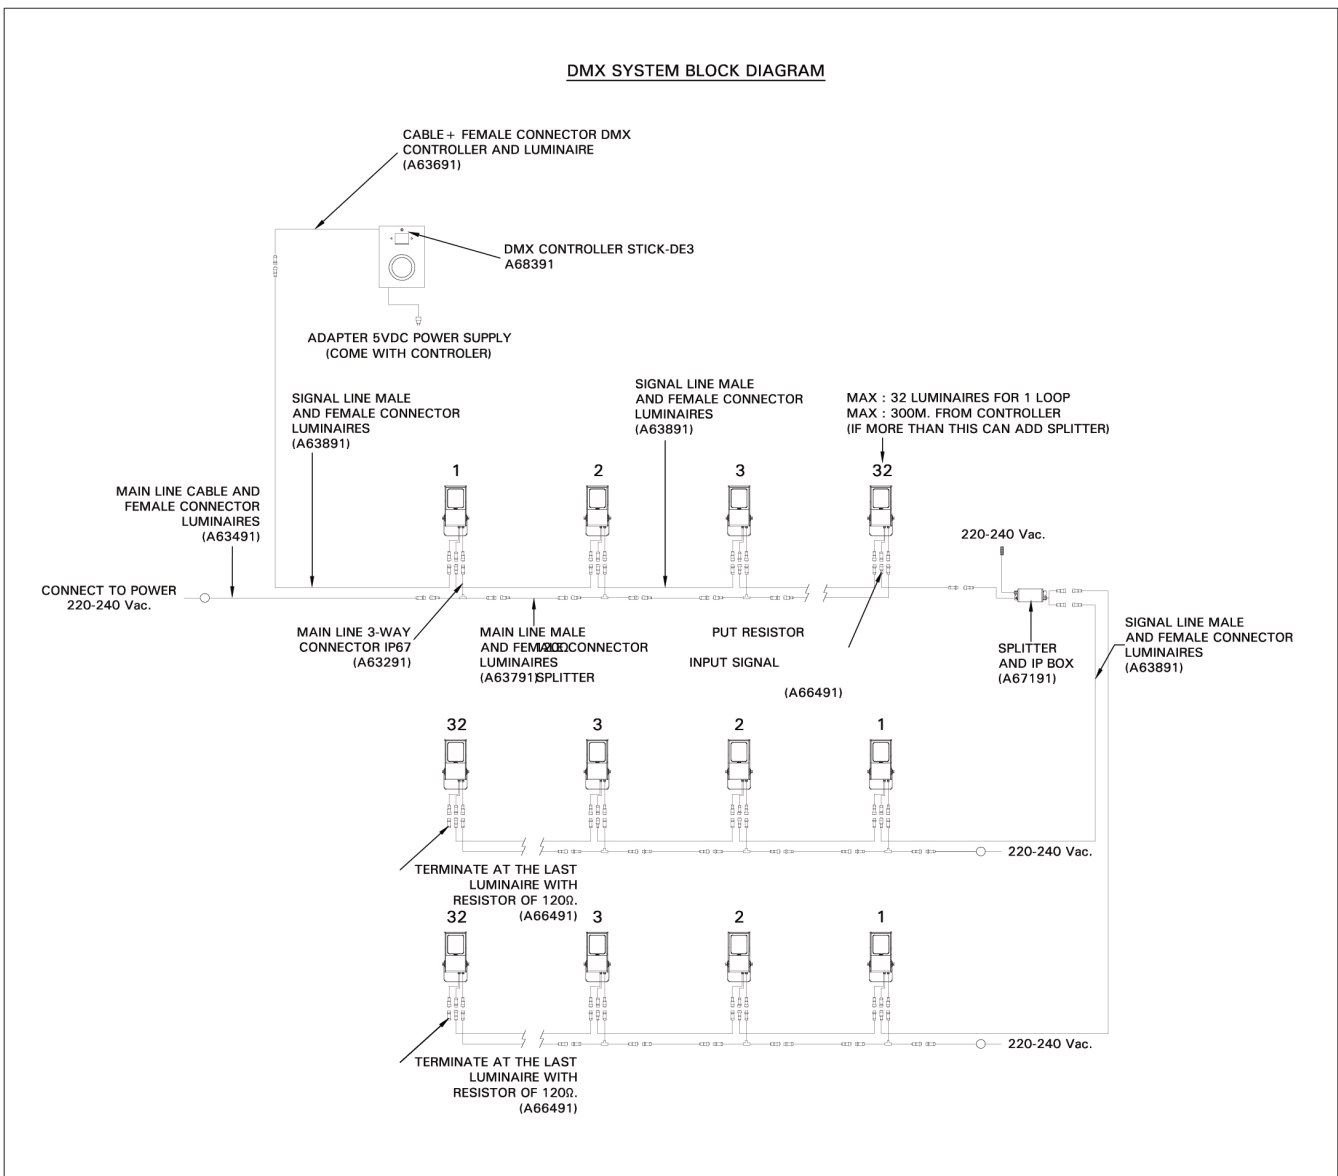 DMX SYSTEM BLOCK DIAGRAM
CABLE+ FEMALE CONNECTOR DMX
CONTROLLER AND LUMINAIRE
(A63691)
DMX CONTROLLER STICK-DE3
A68391
ADAPTER 5VDC POWER SUPPLY
(COME WITH CONTROLER)
SIGNAL LINE MALE
AND FEMALE CONNECTOR
LUMINAIRES
(A63891)
SIGNAL LINE MALE
AND FEMALE CONNECTOR
LUMINAIRES
(A63891)
MAX : 32 LUMINAIRES FOR 1 LOOP
MAX : 300M. FROM CONTROLLER
(IF MORE THAN THIS CAN ADD SPLITTER)
1
2
3
32
MAIN LINE CABLE AND
FEMALE CONNECTOR
LUMINAIRES
(A63491)
220-240 Vac.
CONNECT TO POWER
220-240 Vac.
MAIN LINE 3-WAY
CONNECTOR IP67
(A63291)
MAIN LINE MALE
AND FEMALE CONNECTOR
LUMINAIRES
(A63791)
120Ω
SPLITTER
PUT RESISTOR
INPUT SIGNAL
(A66491)
SPLITTER
AND IP BOX
(A67191)
SIGNAL LINE MALE
AND FEMALE CONNECTOR
LUMINAIRES
(A63891)
32
3
2
1
220-240 Vac.
TERMINATE AT THE LAST
LUMINAIRE WITH
RESISTOR OF 120Ω.
(A66491)
32
3
2
1
220-240 Vac.
TERMINATE AT THE LAST
LUMINAIRE WITH
RESISTOR OF 120Ω.
(A66491)